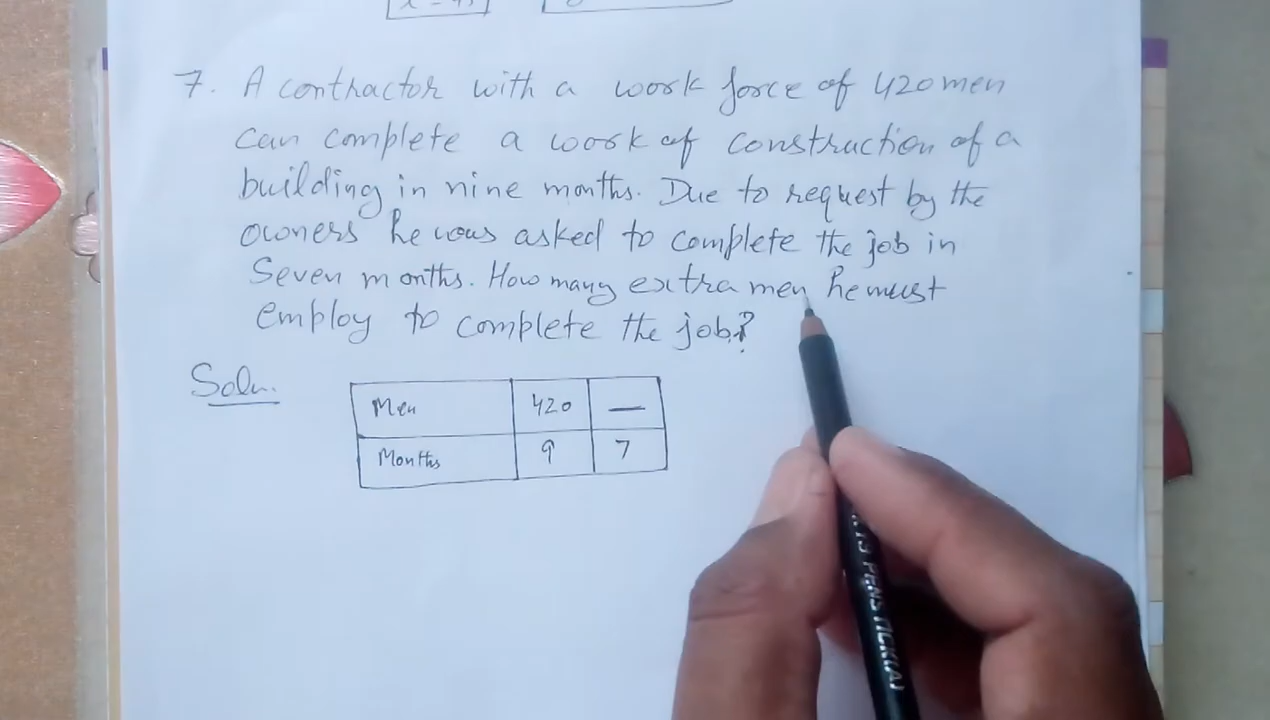 7. A contractor with a work force of 420 men
can complete a work of construction of a
building in nine months. Due to request by the
owners he was asked to complete the job in
Seven months. How many extra men he must
employ to complete the job?
Soln.
Men 420 —
Months 9 7